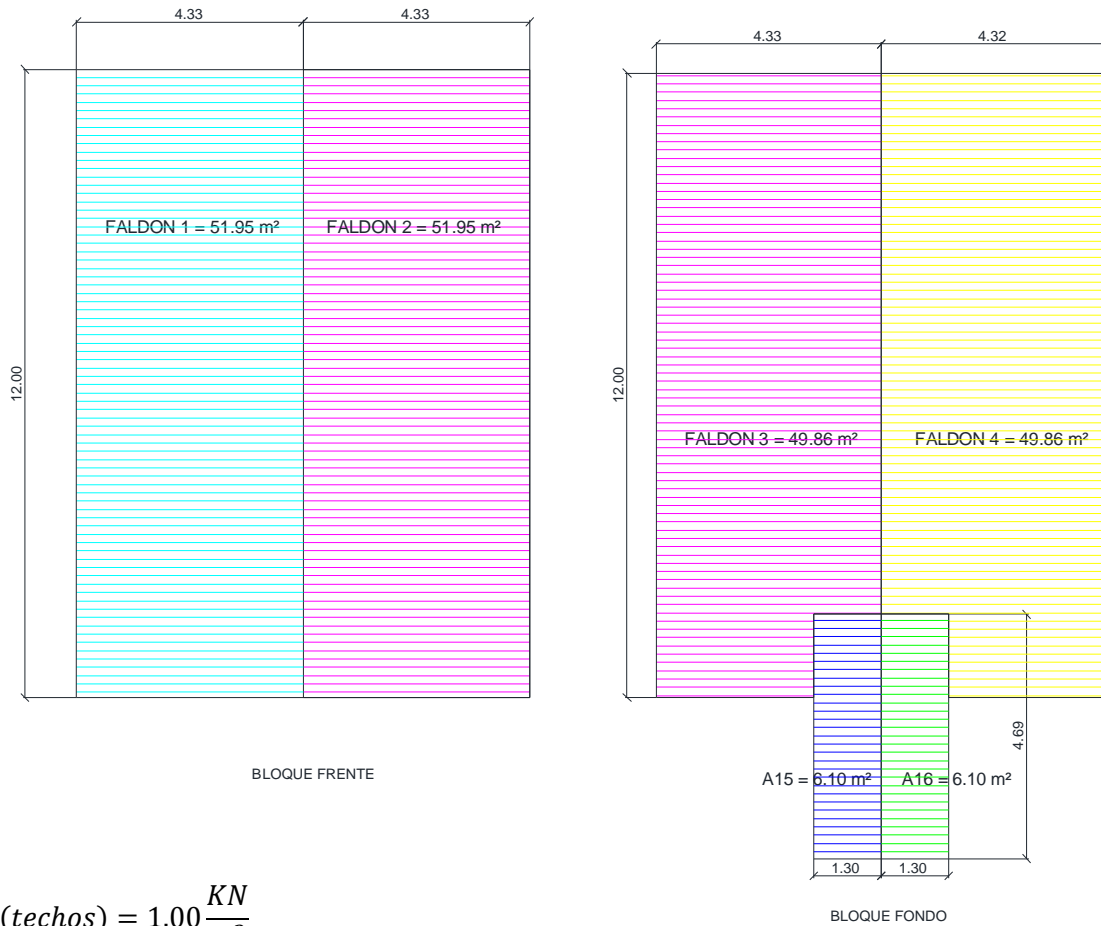 4.33 4.33
12.00
FALDON 1 = 51.95 m² FALDON 2 = 51.95 m²
BLOQUE FRENTE
4.33 4.32
12.00
FALDON 3 = 49.86 m² FALDON 4 = 49.86 m²
4.69
A15 = 6.10 m² A16 = 6.10 m²
1.30 1.30
BLOQUE FONDO
(techos) = 1.00 KN